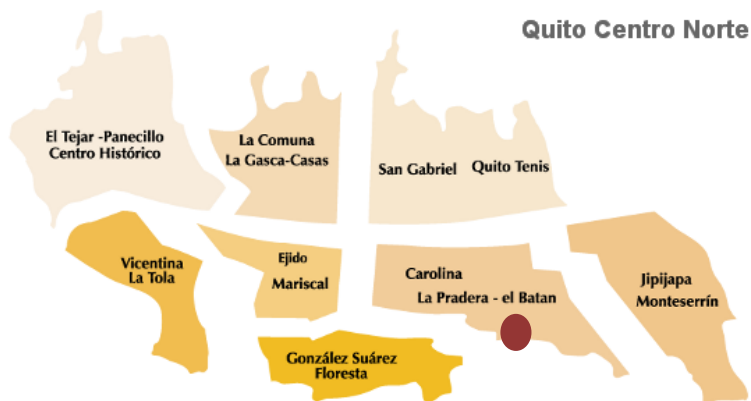 Quito Centro Norte
El Tejar -Panecillo
Centro Histórico
La Comuna
La Gasca-Casas
San Gabriel
Quito Tenis
Vicentina
La Tola
Ejido
Mariscal
Carolina
La Pradera - el Batan
Jipijapa
Monteserrín
González Suárez
Floresta